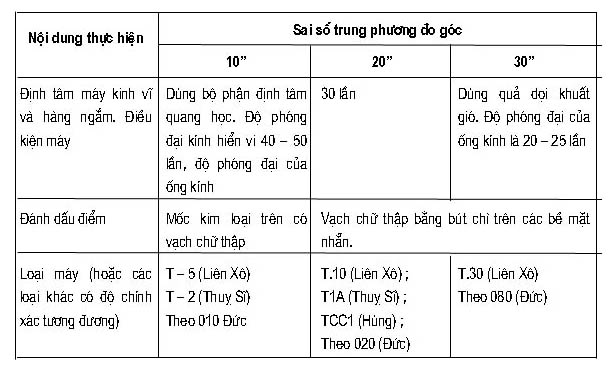 Nội dung thực hiện
Sai số trung phương đo góc
10”
20”
30”
Định tâm máy kinh vĩ
và hàng ngắm. Điều
kiện máy
Dùng bộ phận định tâm
quang học. Độ phóng
đại kính hiển vi 40 – 50
lần, độ phóng đại của
ống kính
30 lần
Dùng quả dọi khuất
gió. Độ phóng đại của
ống kính là 20 – 25 lần
Đánh dấu điểm
Mốc kim loại trên có
vạch chữ thập
Vạch chữ thập bằng bút chì trên các bề mặt
nhẵn.
Loại máy (hoặc các
loại khác có độ chính
xác tương đương)
T – 5 (Liên Xô)
T – 2 (Thuỵ Sĩ)
Theo 010 Đức
T.10 (Liên Xô) ;
T1A (Thuỵ Sĩ) ;
TCC1 (Hùng) ;
Theo 020 (Đức)
T.30 (Liên Xô)
Theo 080 (Đức)